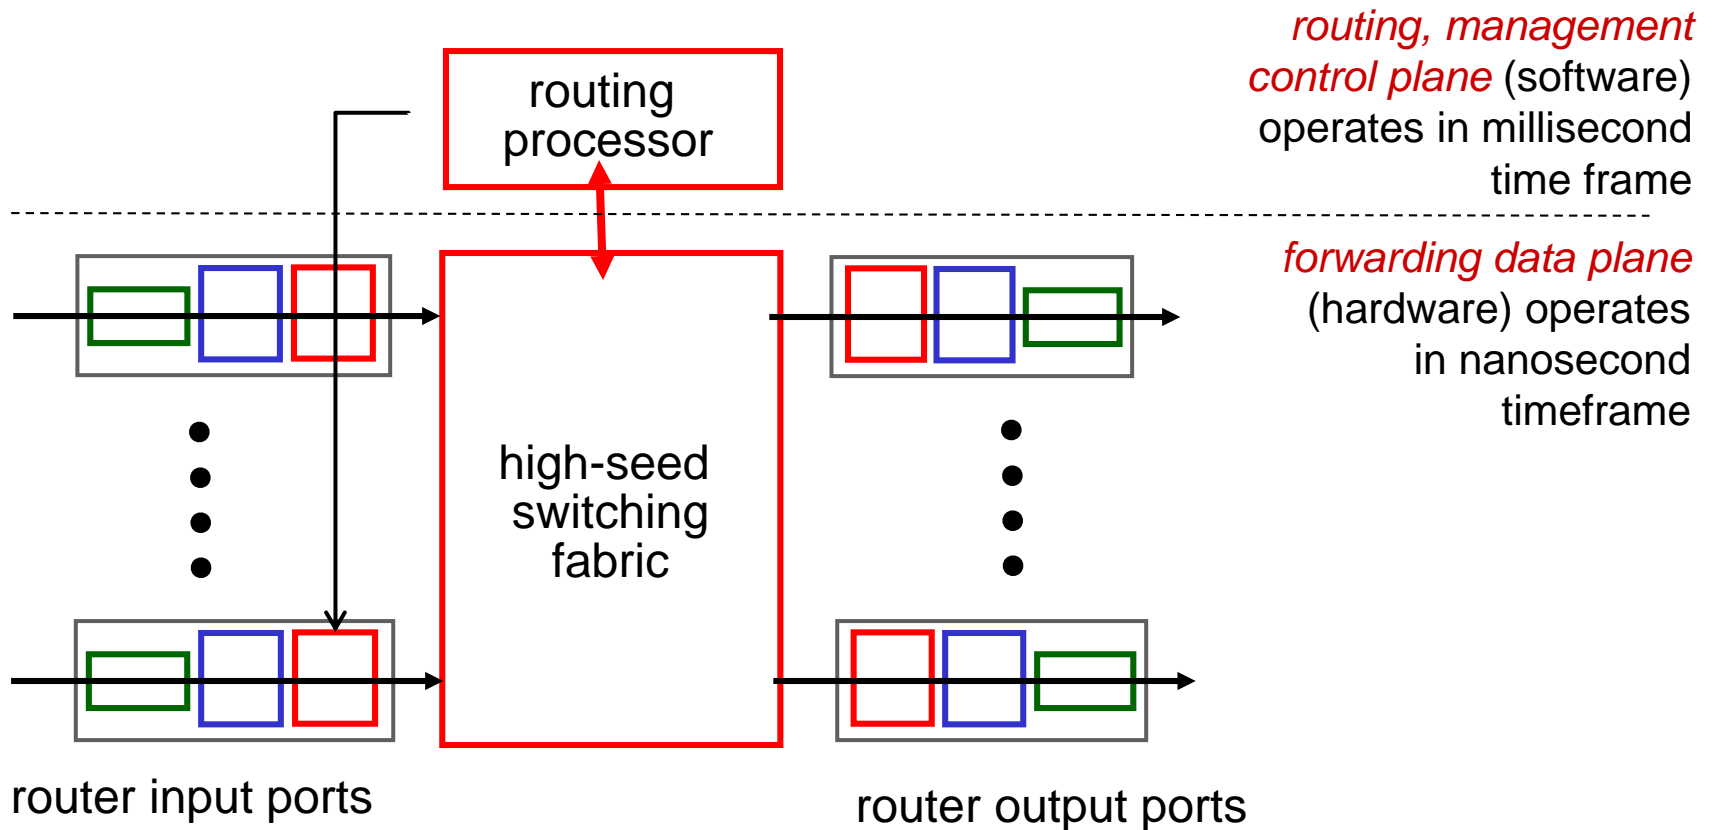 routing, management
control plane (software)
operates in millisecond
time frame
routing
processor
forwarding data plane
(hardware) operates
in nanosecond
timeframe
high-seed
switching
fabric
router input ports
router output ports